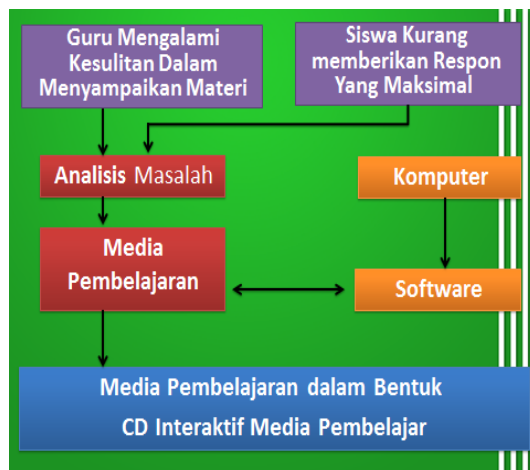 Guru Mengalami
Kesulitan Dalam
Menyampaikan Materi
Siswa Kurang
memberikan Respon
Yang Maksimal
Analisis Masalah
Komputer
Media
Pembelajaran
Software
Media Pembelajaran dalam Bentuk
CD Interaktif Media Pembelajar